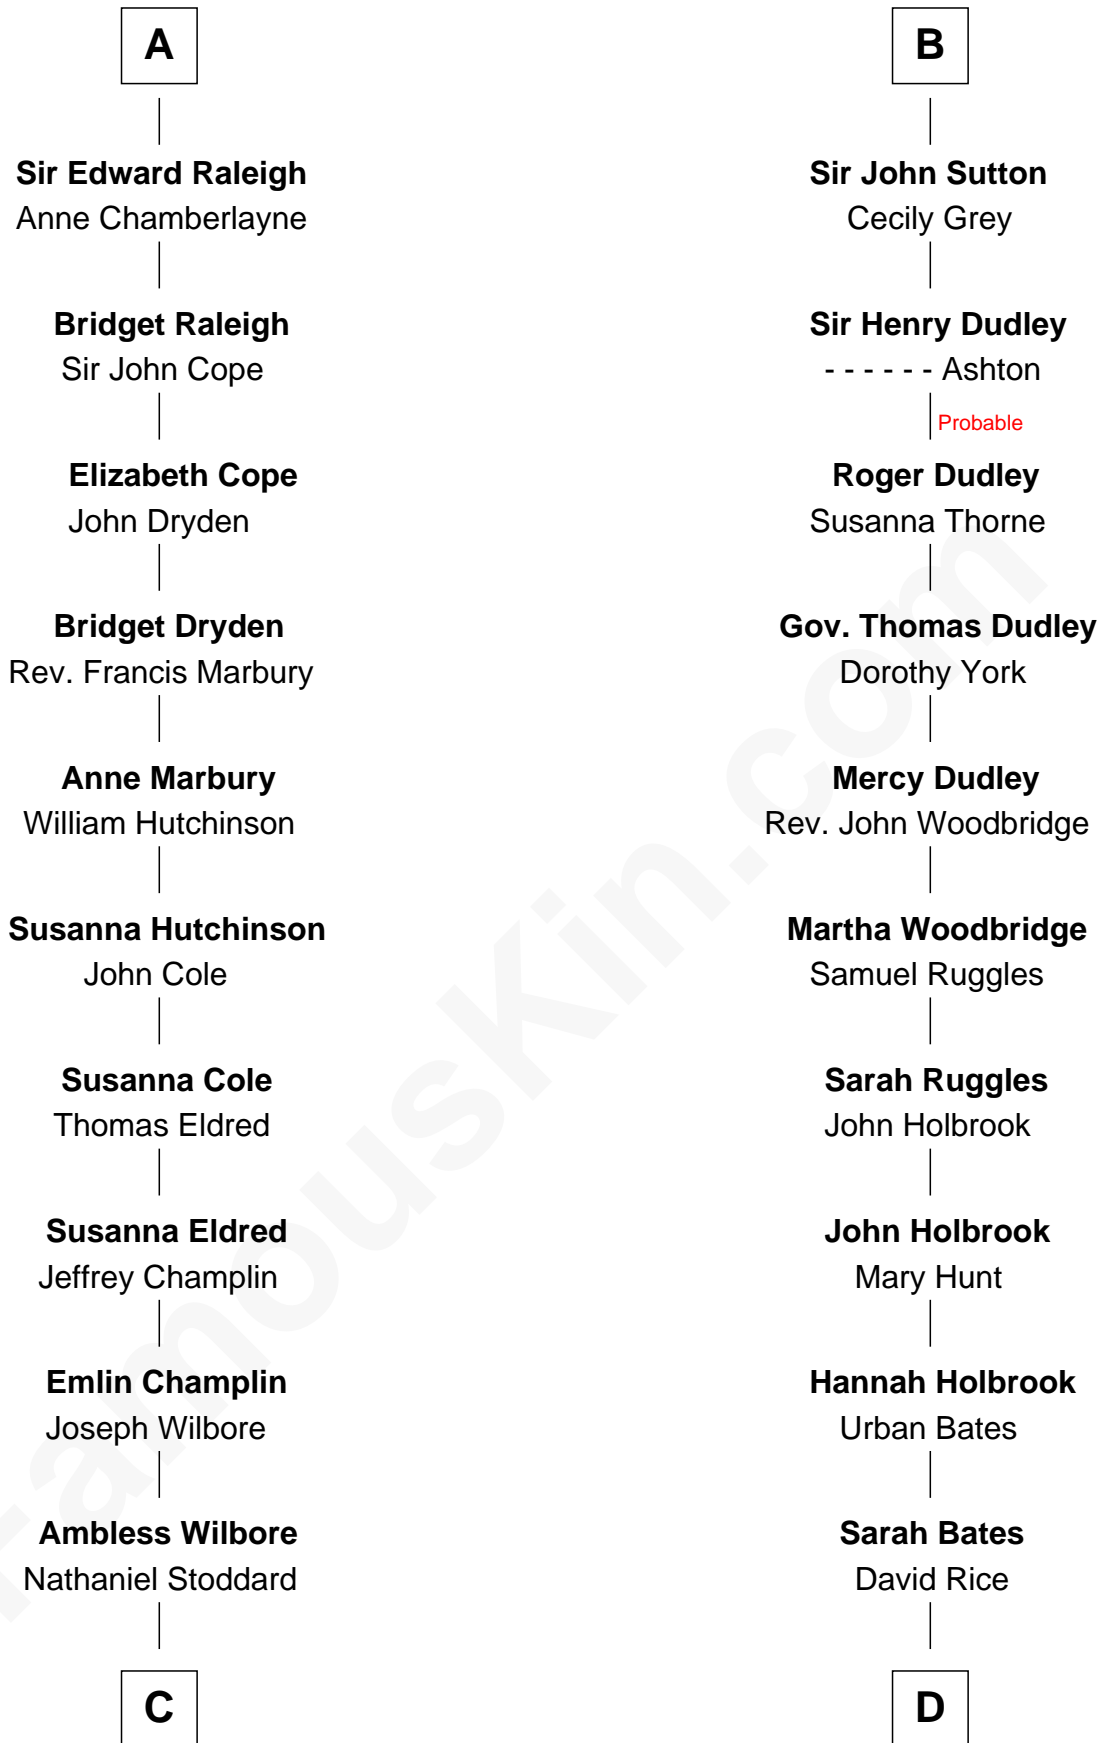 A
Sir Edward Raleigh
Anne Chamberlayne
Bridget Raleigh
Sir John Cope
Elizabeth Cope
John Dryden
Bridget Dryden
Rev. Francis Marbury
Anne Marbury
William Hutchinson
Susanna Hutchinson
John Cole
Susanna Cole
Thomas Eldred
Susanna Eldred
Jeffrey Champlin
Emlin Champlin
Joseph Wilbore
Ambless Wilbore
Nathaniel Stoddard
C
B
Sir John Sutton
Cecily Grey
Sir Henry Dudley
- - - - - - Ashton
Probable
Roger Dudley
Susanna Thorne
Gov. Thomas Dudley
Dorothy York
Mercy Dudley
Rev. John Woodbridge
Martha Woodbridge
Samuel Ruggles
Sarah Ruggles
John Holbrook
John Holbrook
Mary Hunt
Hannah Holbrook
Urban Bates
Sarah Bates
David Rice
D
FamousKin.com